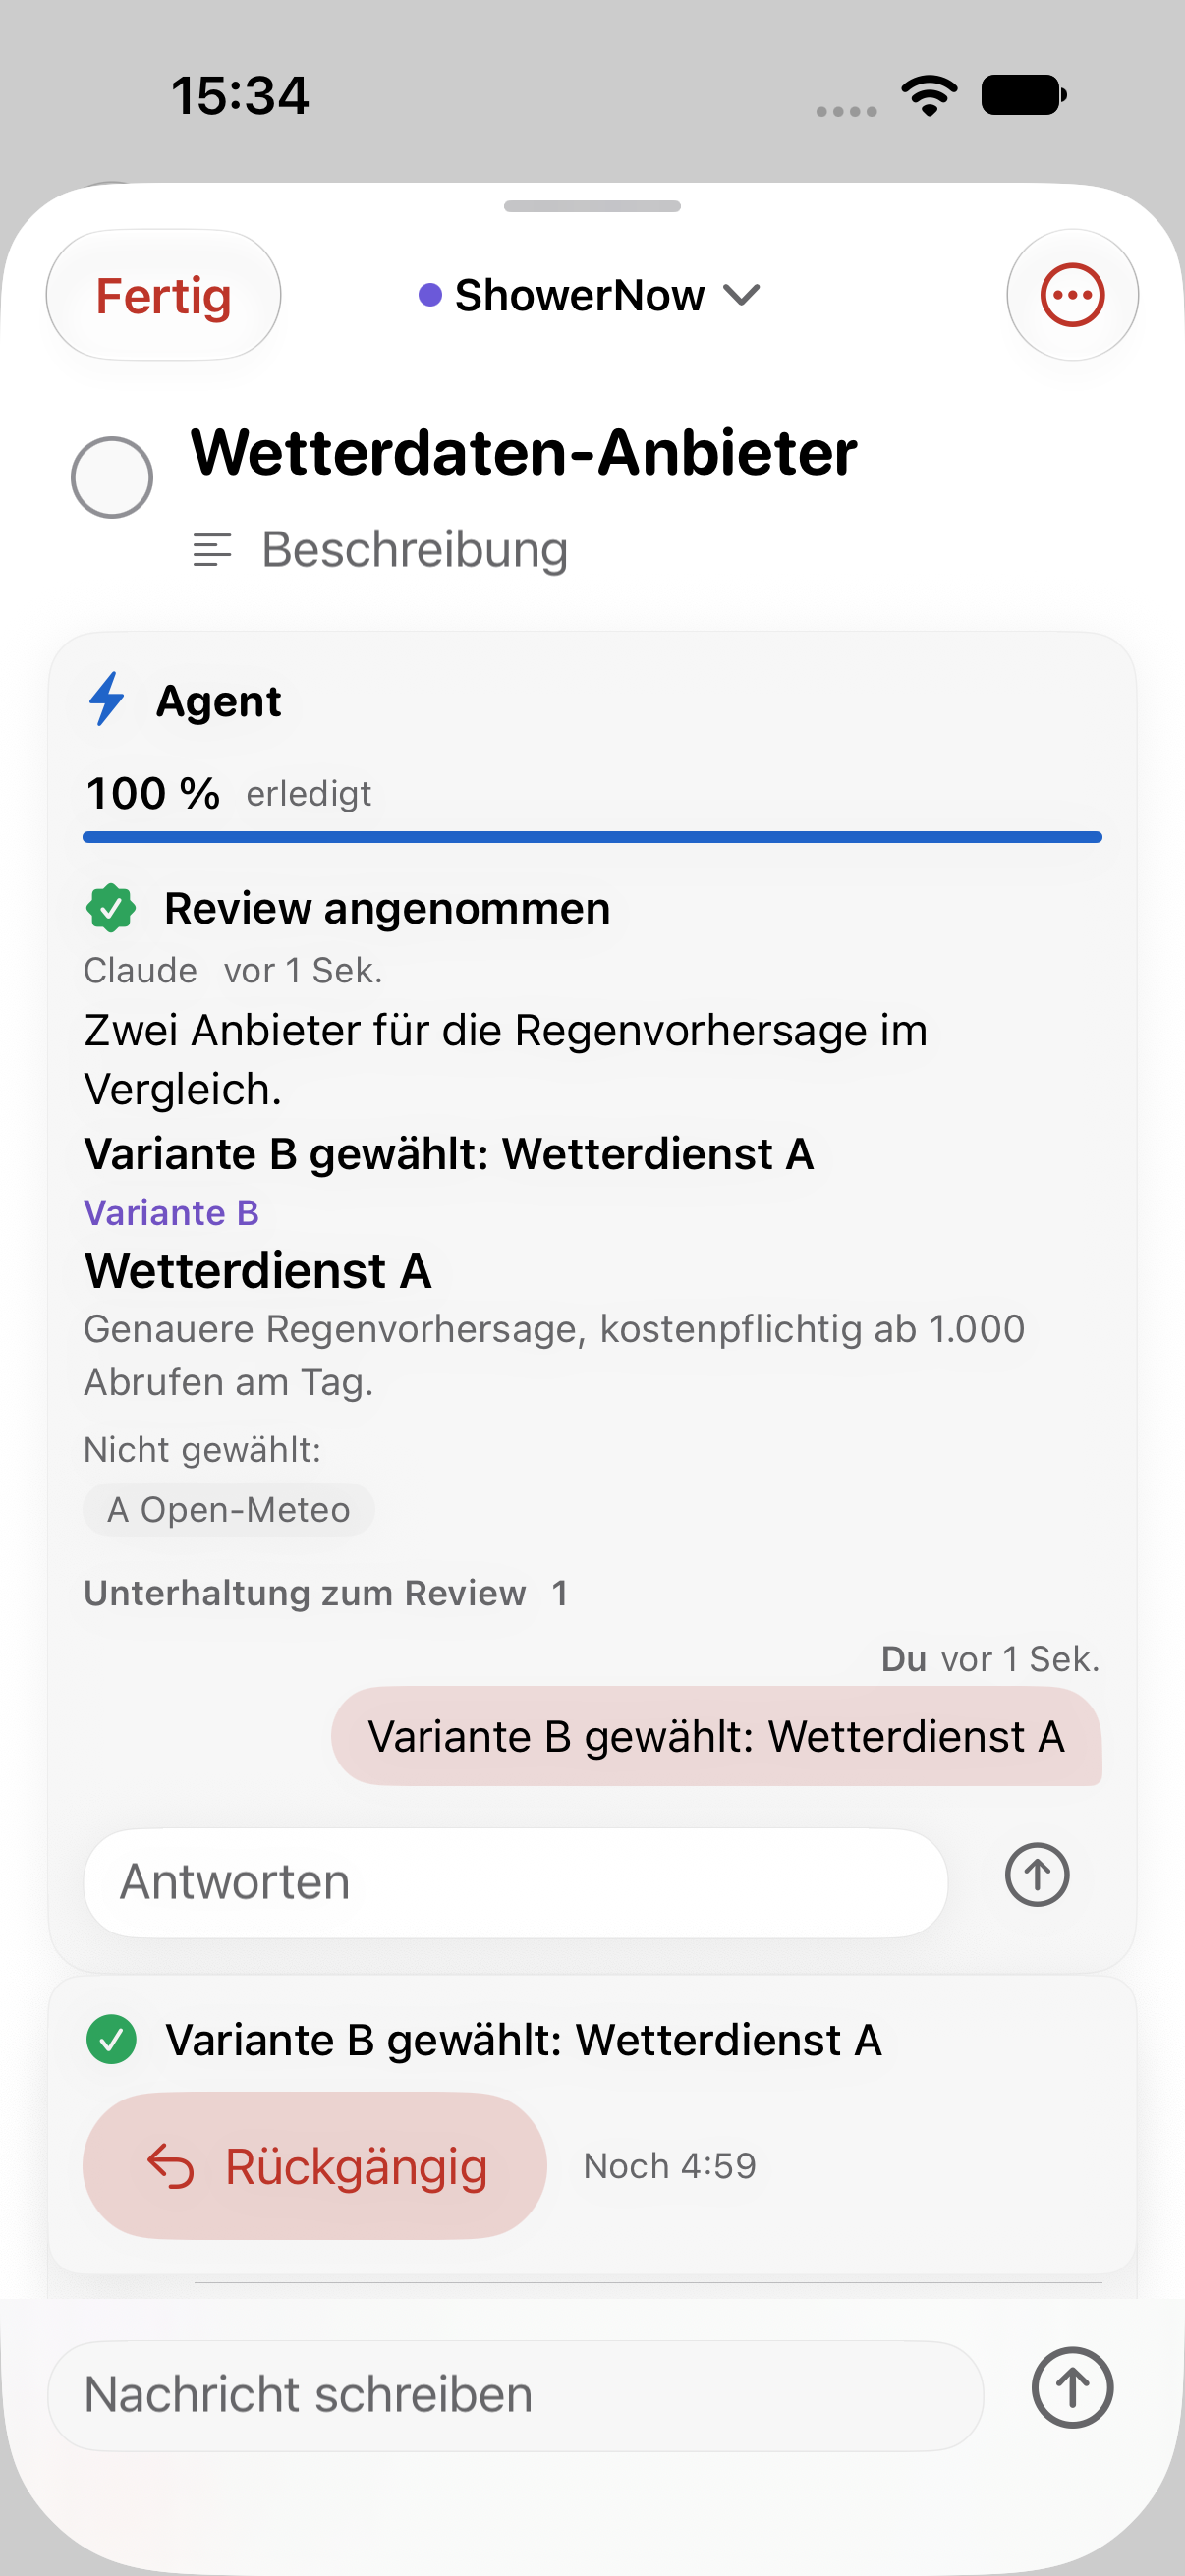 15:34
Fertig
ShowerNow
Wetterdaten-Anbieter
Beschreibung
Agent
100 % erledigt
Review angenommen
Claude vor 1 Sek.
Zwei Anbieter für die Regenvorhersage im
Vergleich.
Variante B gewählt: Wetterdienst A
Variante B
Wetterdienst A
Genauere Regenvorhersage, kostenpflichtig ab 1.000
Abrufen am Tag.
Nicht gewählt:
A Open-Meteo
Unterhaltung zum Review 1
Du vor 1 Sek.
Variante B gewählt: Wetterdienst A
Antworten
Variante B gewählt: Wetterdienst A
Rückgängig
Noch 4:59
Nachricht schreiben